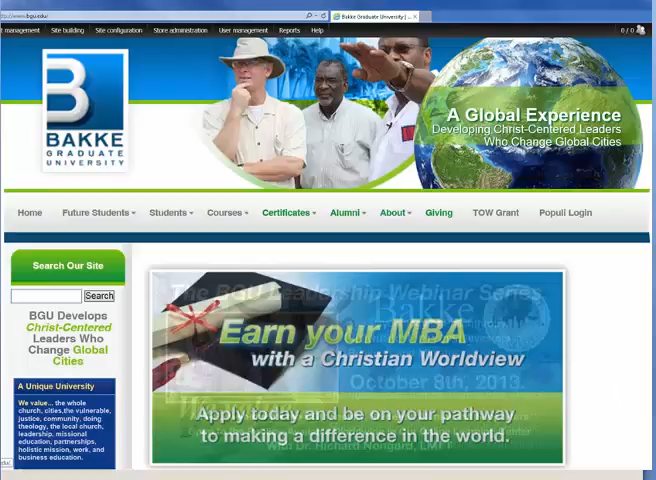 www.bgu.edu
Bakke Graduate University | ...
management Site building Site configuration Store administration User management Reports Help 0 / 0
B
BAKKE
GRADUATE
UNIVERSITY
A Global Experience
Developing Christ-Centered Leaders
Who Change Global Cities
Home Future Students Students Courses Certificates Alumni About Giving TOW Grant Populi Login
Search Our Site
Search
BGU Develops
Christ-Centered
Leaders Who
Change Global
Cities
A Unique University
We value... the whole
church, cities,the vulnerable,
justice, community, doing
theology, the local church,
leadership, missional
education, partnerships,
holistic mission, work, and
business education.
The BGU Leadership Webinar Series
Earn your MBA
with a Christian Worldview
October 8th, 2013.
Apply today and be on your pathway
to making a difference in the world.
With Dr. Richard Nongard, LMFT